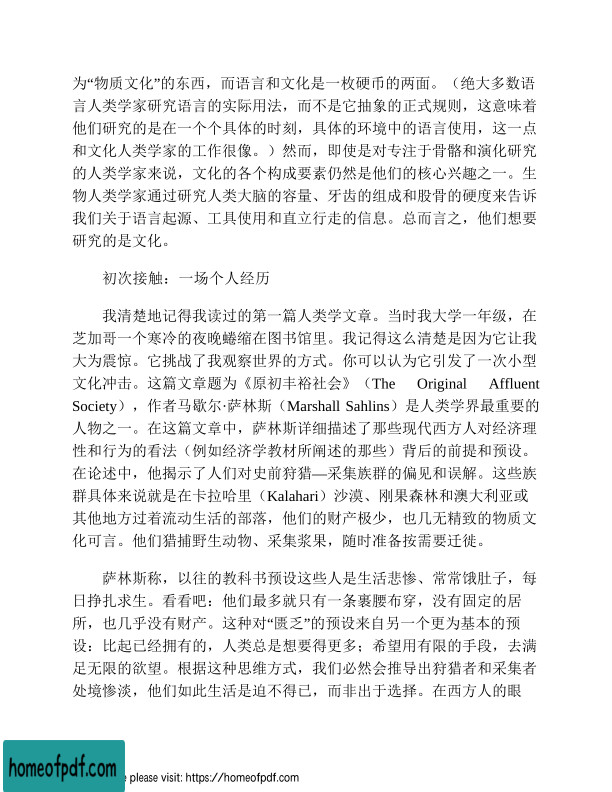 为“物质文化”的东西，而语言和文化是一枚硬币的两面。（绝大多数语
言人类学家研究语言的实际用法，而不是它抽象的正式规则，这意味着
他们研究的是在一个个具体的时刻，具体的环境中的语言使用，这一点
和文化人类学家的工作很像。）然而，即使是对专注于骨骼和演化研究
的人类学家来说，文化的各个构成要素仍然是他们的核心兴趣之一。生
物人类学家通过研究人类大脑的容量、牙齿的组成和股骨的硬度来告诉
我们关于语言起源、工具使用和直立行走的信息。总而言之，他们想要
研究的是文化。
初次接触：一场个人经历
我清楚地记得我读过的第一篇人类学文章。当时我大学一年级，在
芝加哥一个寒冷的夜晚蜷缩在图书馆里。我记得这么清楚是因为它让我
大为震惊。它挑战了我观察世界的方式。你可以认为它引发了一次小型
文化冲击。这篇文章题为《原初丰裕社会》（The Original Affluent
Society），作者马歇尔·萨林斯（Marshall Sahlins）是人类学界最重要的
人物之一。在这篇文章中，萨林斯详细描述了那些现代西方人对经济理
性和行为的看法（例如经济学教材所阐述的那些）背后的前提和预设。
在论述中，他揭示了人们对史前狩猎—采集族群的偏见和误解。这些族
群具体来说就是在卡拉哈里（Kalahari）沙漠、刚果森林和澳大利亚或
其他地方过着流动生活的部落，他们的财产极少，也几无精致的物质文
化可言。他们猎捕野生动物、采集浆果，随时准备按需要迁徙。
萨林斯称，以往的教科书预设这些人是生活悲惨、常常饿肚子，每
日挣扎求生。看看吧：他们最多就只有一条裹腰布穿，没有固定的居
所，也几乎没有财产。这种对“匮乏”的预设来自另一个更为基本的预
设：比起已经拥有的，人类总是想要得更多；希望用有限的手段，去满
足无限的欲望。根据这种思维方式，我们必然会推导出狩猎者和采集者
处境惨淡，他们如此生活是迫不得已，而非出于选择。在西方人的眼
homeofpdf.com
please visit: https://homeofpdf.com